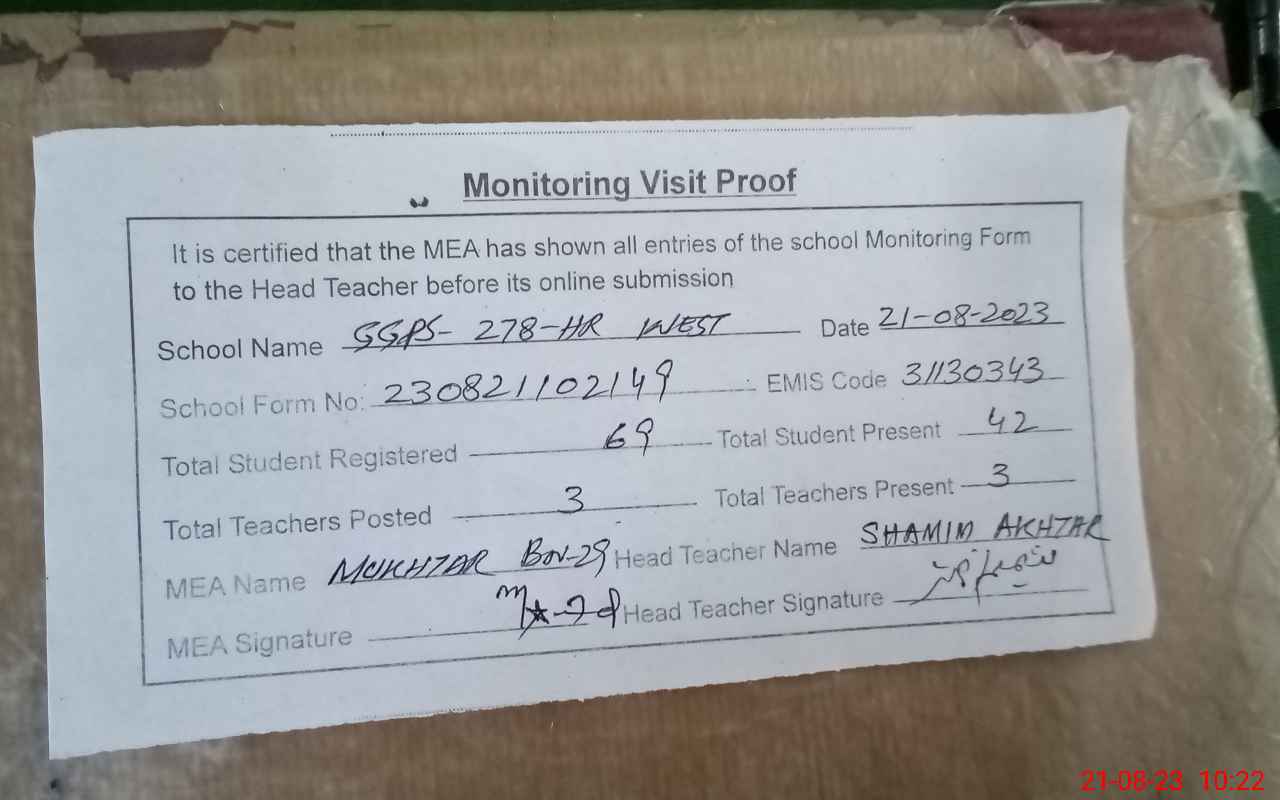 Monitoring Visit Proof
It is certified that the MEA has shown all entries of the school Monitoring Form
to the Head Teacher before its online submission
School Name GGPS- 278-HR WEST Date 21-08-2023
School Form No: 230821102149 EMIS Code 31130343
Total Student Registered 69 Total Student Present 42
Total Teachers Posted 3 Total Teachers Present 3
MEA Name MUKHTAR BN-29 Head Teacher Name SHAMIM AKHTAR
MEA Signature Head Teacher Signature
21-08-23 10:22